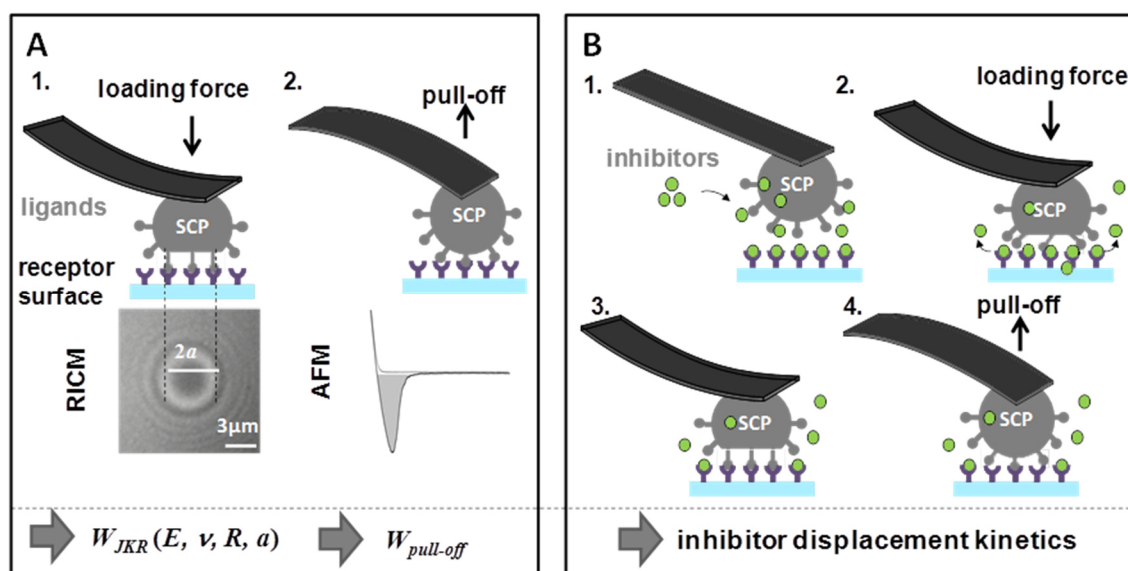 A
1.
loading force
2.
pull-off
ligands
SCP
SCP
receptor
surface
RICM
2a
3µm
AFM
W_JKR (E, ν, R, a)
W_pull-off
B
1.
inhibitors
SCP
2.
loading force
SCP
3.
SCP
4.
pull-off
SCP
inhibitor displacement kinetics